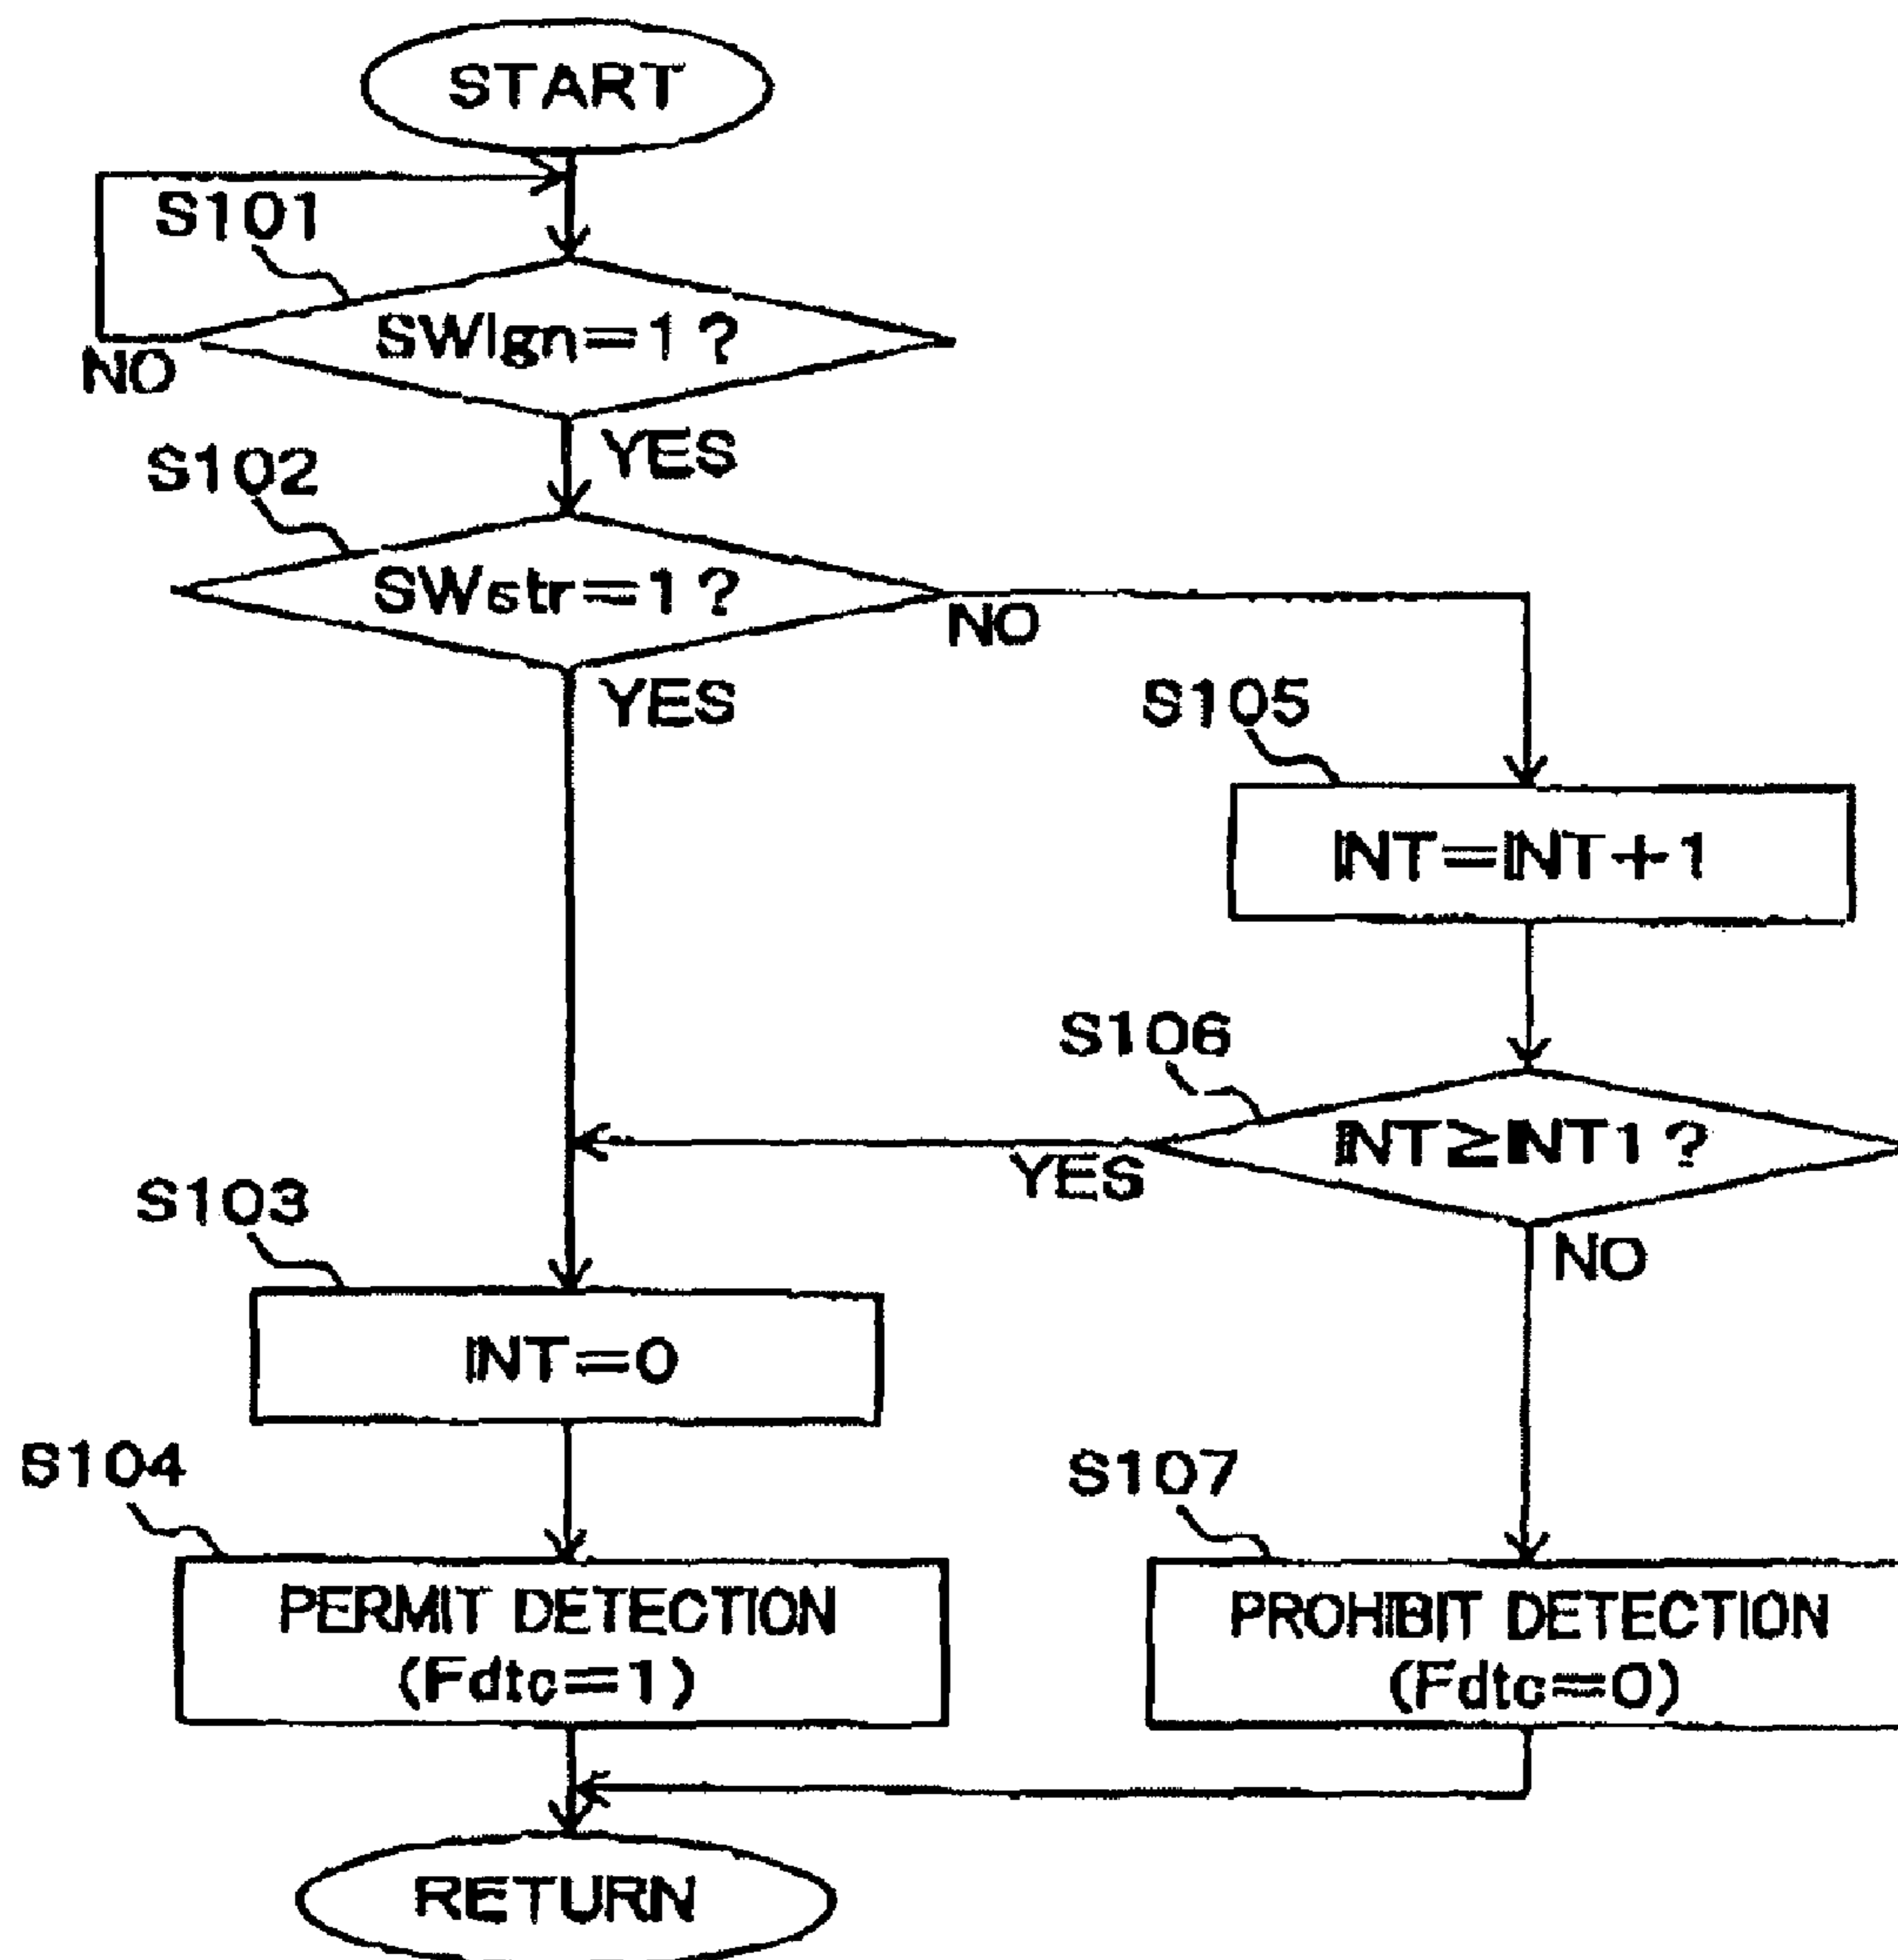 START
S101
SWIgn=1?
NO
YES
S102
SWstr=1?
NO
YES
S105
INT=INT+1
S106
INT≧INT1?
YES
NO
S103
INT=0
S104
PERMIT DETECTION
(Fdtc=1)
S107
PROHIBIT DETECTION
(Fdtc=0)
RETURN